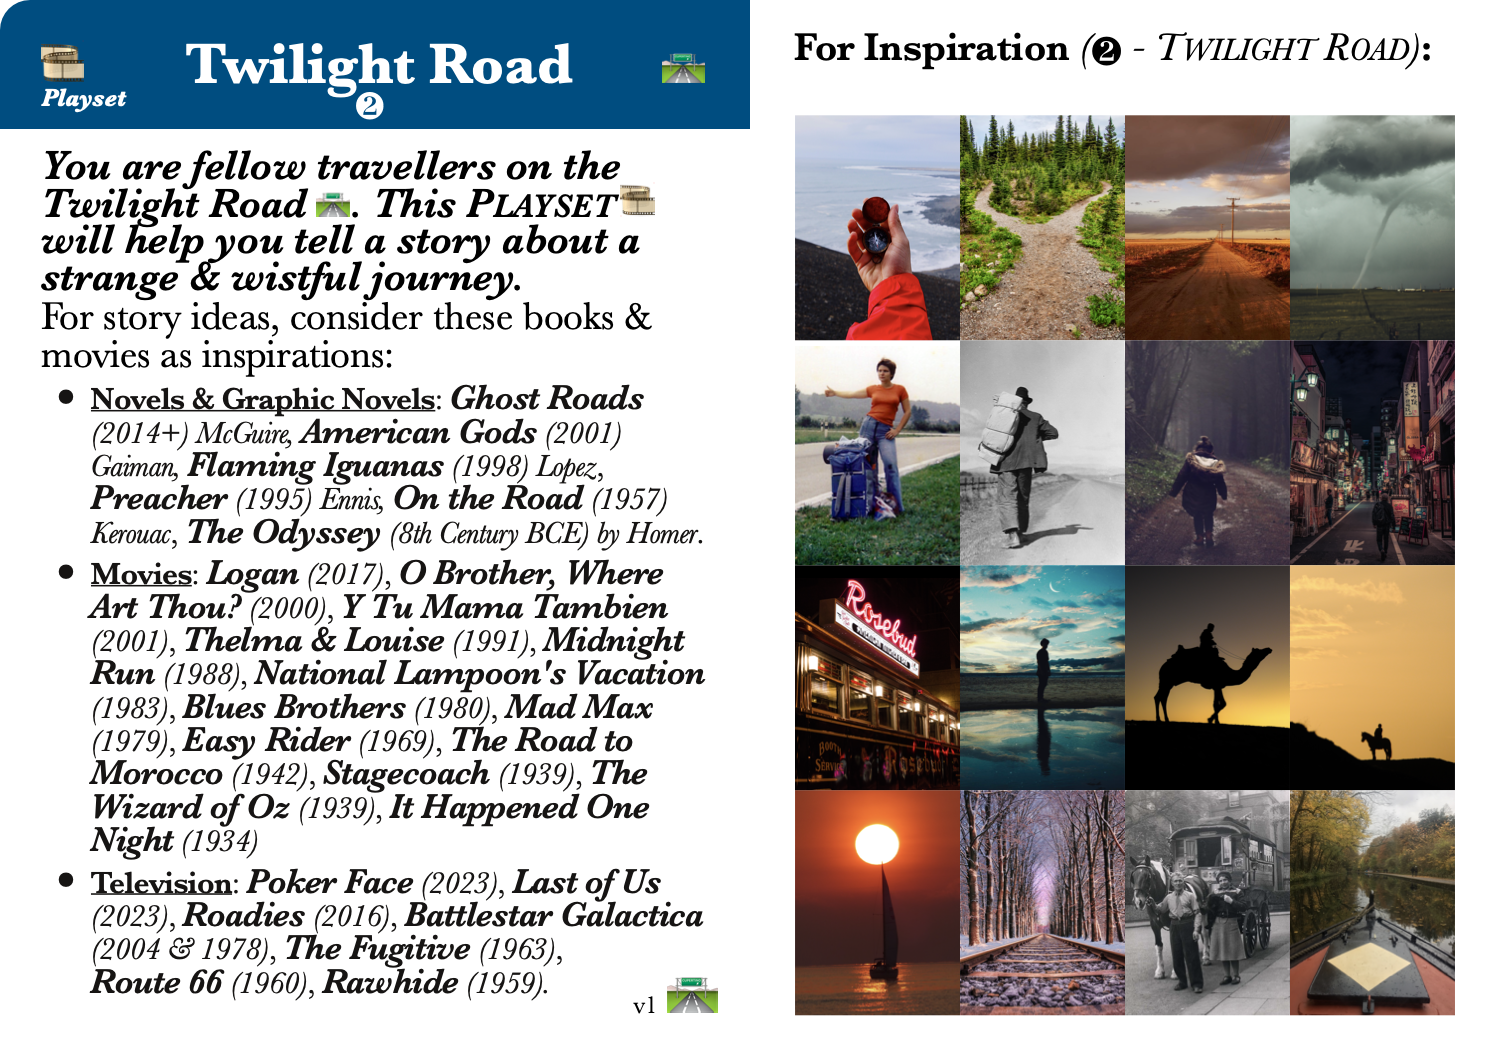 Twilight Road
Playset
❷
You are fellow travellers on the
Twilight Road. This PLAYSET
will help you tell a story about a
strange & wistful journey.
For story ideas, consider these books &
movies as inspirations:
• Novels & Graphic Novels: Ghost Roads
(2014+) McGuire, American Gods (2001)
Gaiman, Flaming Iguanas (1998) Lopez,
Preacher (1995) Ennis, On the Road (1957)
Kerouac, The Odyssey (8th Century BCE) by Homer.
• Movies: Logan (2017), O Brother, Where
Art Thou? (2000), Y Tu Mama Tambien
(2001), Thelma & Louise (1991), Midnight
Run (1988), National Lampoon's Vacation
(1983), Blues Brothers (1980), Mad Max
(1979), Easy Rider (1969), The Road to
Morocco (1942), Stagecoach (1939), The
Wizard of Oz (1939), It Happened One
Night (1934)
• Television: Poker Face (2023), Last of Us
(2023), Roadies (2016), Battlestar Galactica
(2004 & 1978), The Fugitive (1963),
Route 66 (1960), Rawhide (1959).
v1
For Inspiration (❷ - TWILIGHT ROAD):
Rosebud
BOOTH
SERVICE
Rosebud